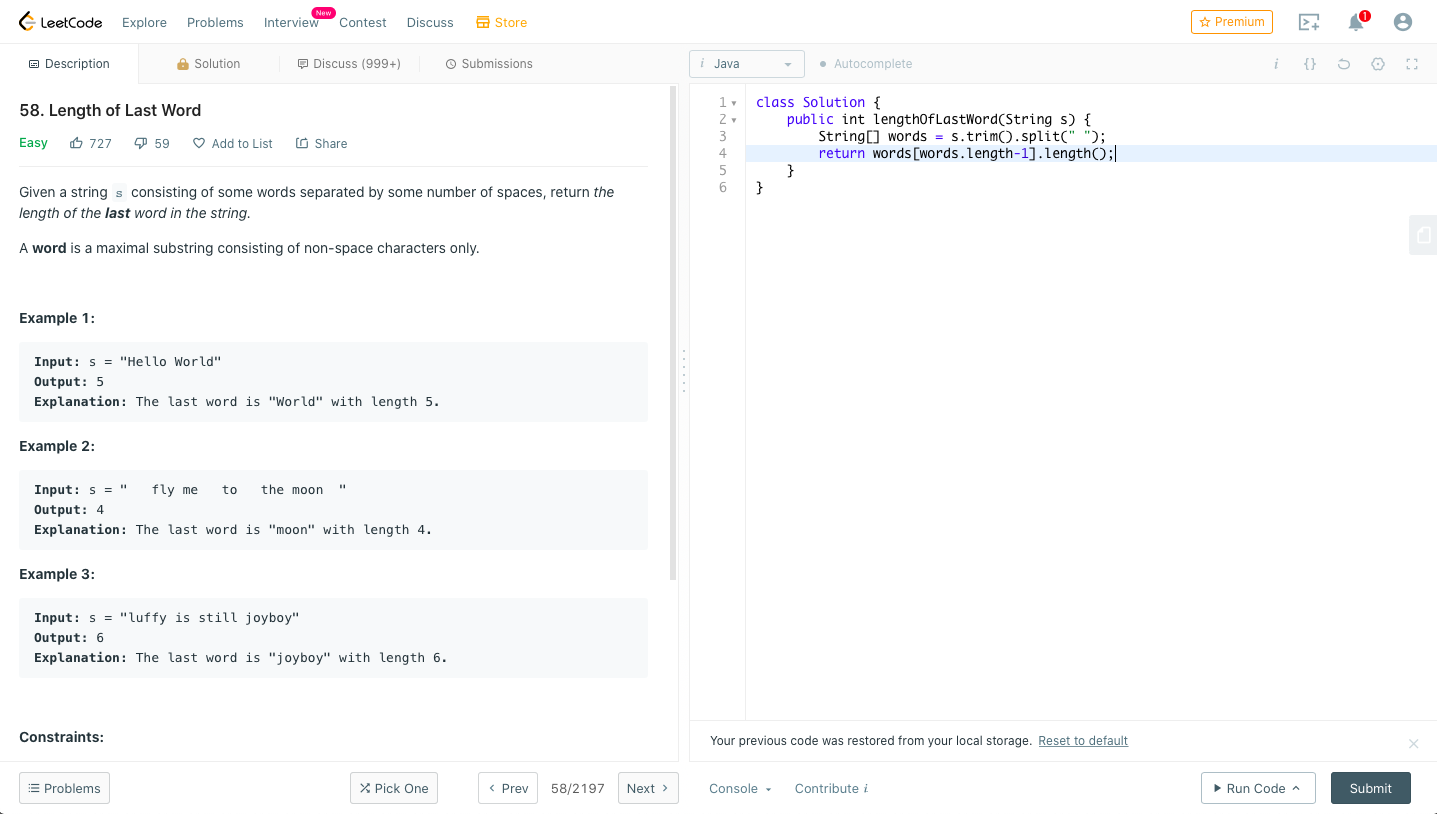 LeetCode Explore Problems Interview New Contest Discuss Store Premium 1
Description Solution Discuss (999+) Submissions i Java Autocomplete i {}
58. Length of Last Word
Easy 727 59 Add to List Share
Given a string s consisting of some words separated by some number of spaces, return the
length of the last word in the string.
A word is a maximal substring consisting of non-space characters only.
Example 1:
Input: s = "Hello World"
Output: 5
Explanation: The last word is "World" with length 5.
Example 2:
Input: s = "   fly me   to   the moon  "
Output: 4
Explanation: The last word is "moon" with length 4.
Example 3:
Input: s = "luffy is still joyboy"
Output: 6
Explanation: The last word is "joyboy" with length 6.
Constraints:
1 class Solution {
2     public int lengthOfLastWord(String s) {
3         String[] words = s.trim().split(" ");
4         return words[words.length-1].length();
5     }
6 }
Your previous code was restored from your local storage. Reset to default
Problems Pick One Prev 58/2197 Next Console Contribute i Run Code Submit